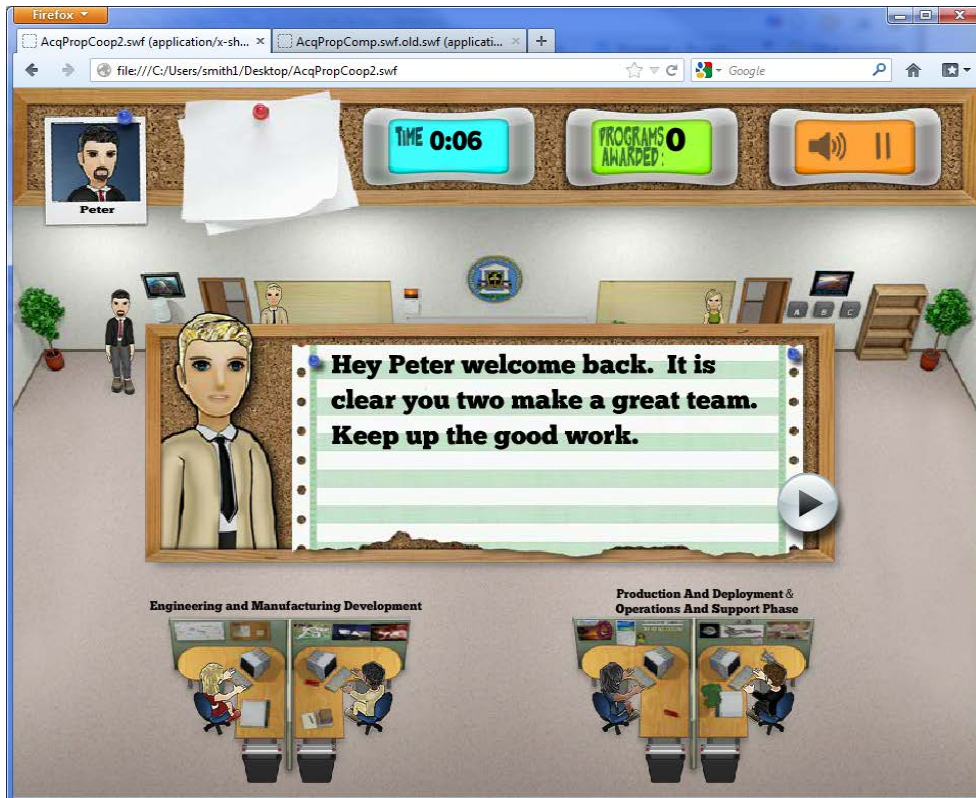 Firefox
AcqPropCoop2.swf (application/x-sh...
AcqPropComp.swf.old.swf (applicati...
file:///C:/Users/smith1/Desktop/AcqPropCoop2.swf
Google
Peter
TIME 0:06
PROGRAMS AWARDED: 0
A B C
Hey Peter welcome back. It is
clear you two make a great team.
Keep up the good work.
Engineering and Manufacturing Development
Production And Deployment &
Operations And Support Phase